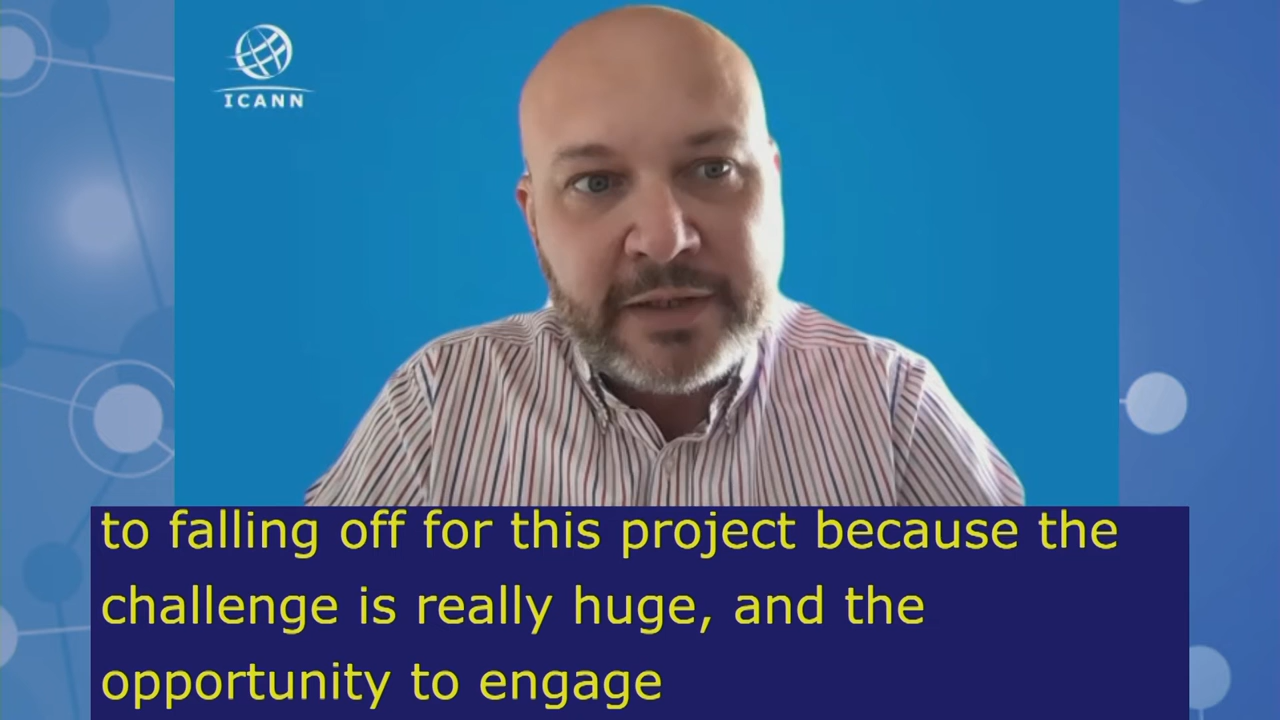 ICANN
to falling off for this project because the
challenge is really huge, and the
opportunity to engage